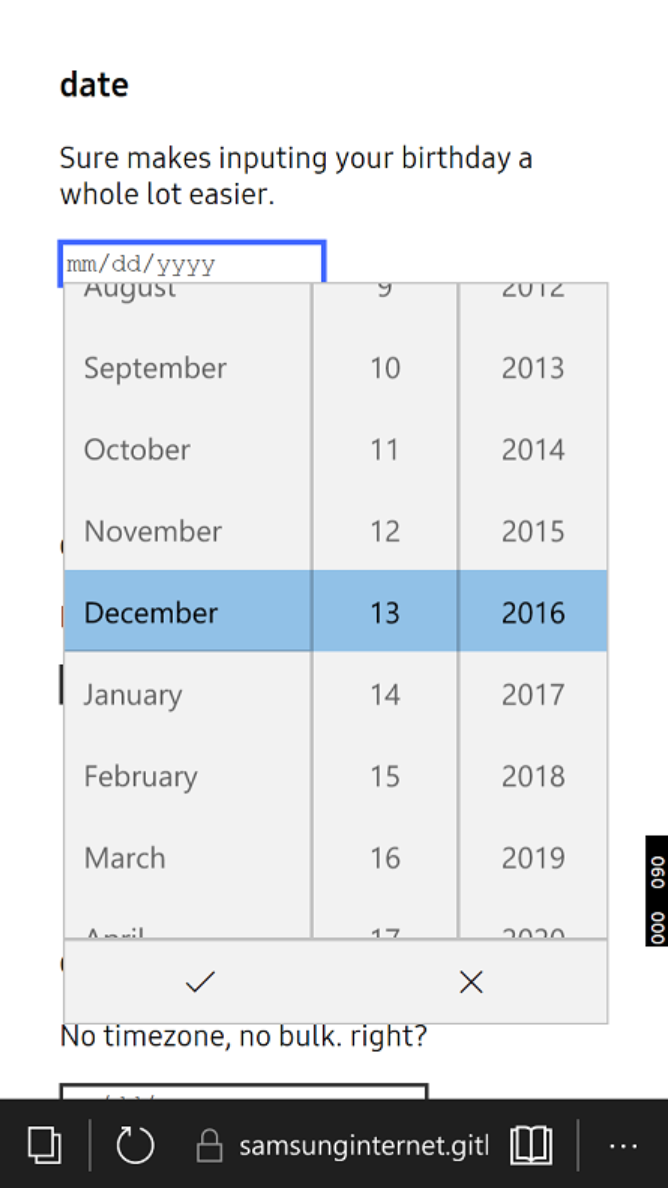 date
Sure makes inputing your birthday a
whole lot easier.
mm/dd/yyyy
August 9 2012
September 10 2013
October 11 2014
November 12 2015
December 13 2016
January 14 2017
February 15 2018
March 16 2019
April 17 2020
No timezone, no bulk. right?
000 060
samsunginternet.gitl